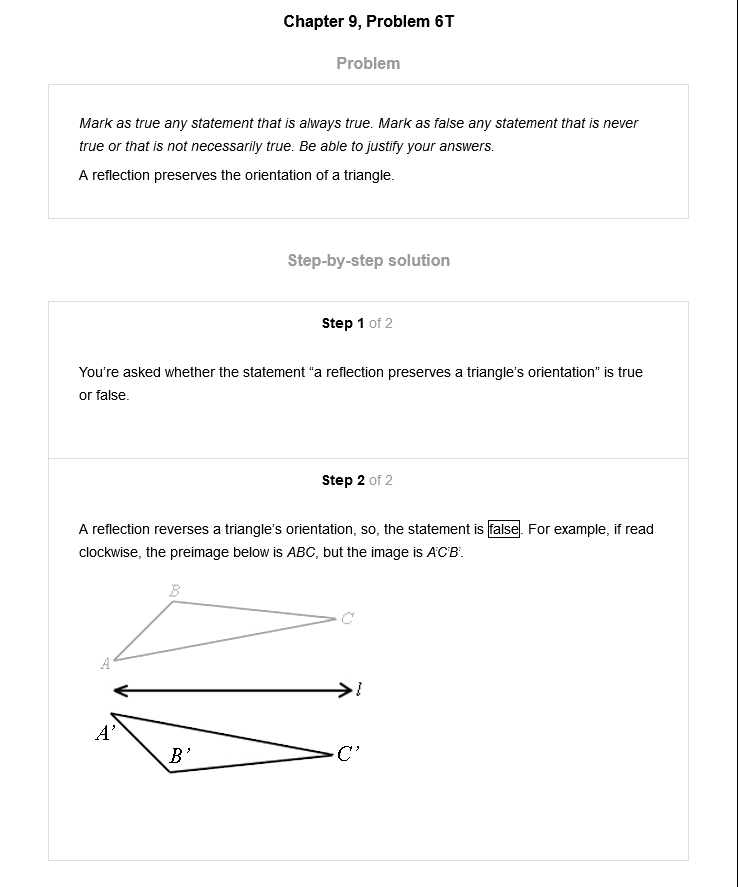 Chapter 9, Problem 6T
Problem
Mark as true any statement that is always true. Mark as false any statement that is never
true or that is not necessarily true. Be able to justify your answers.
A reflection preserves the orientation of a triangle.
Step-by-step solution
Step 1 of 2
You’re asked whether the statement “a reflection preserves a triangle’s orientation” is true
or false.
Step 2 of 2
A reflection reverses a triangle’s orientation, so, the statement is false. For example, if read
clockwise, the preimage below is ABC, but the image is A'C'B'.
B
C
A
l
A’
B’
C’